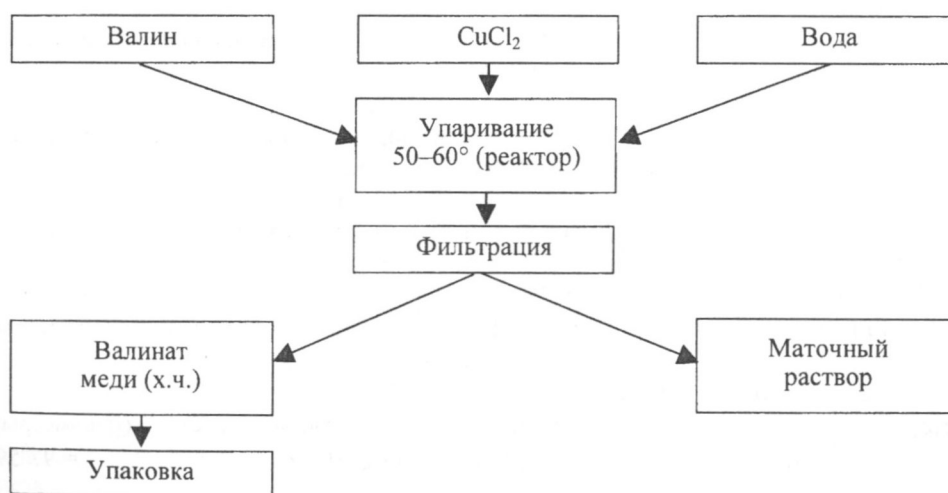 Валин
CuCl₂
Вода
Упаривание
50–60° (реактор)
Фильтрация
Валинат
меди (х.ч.)
Маточный
раствор
Упаковка